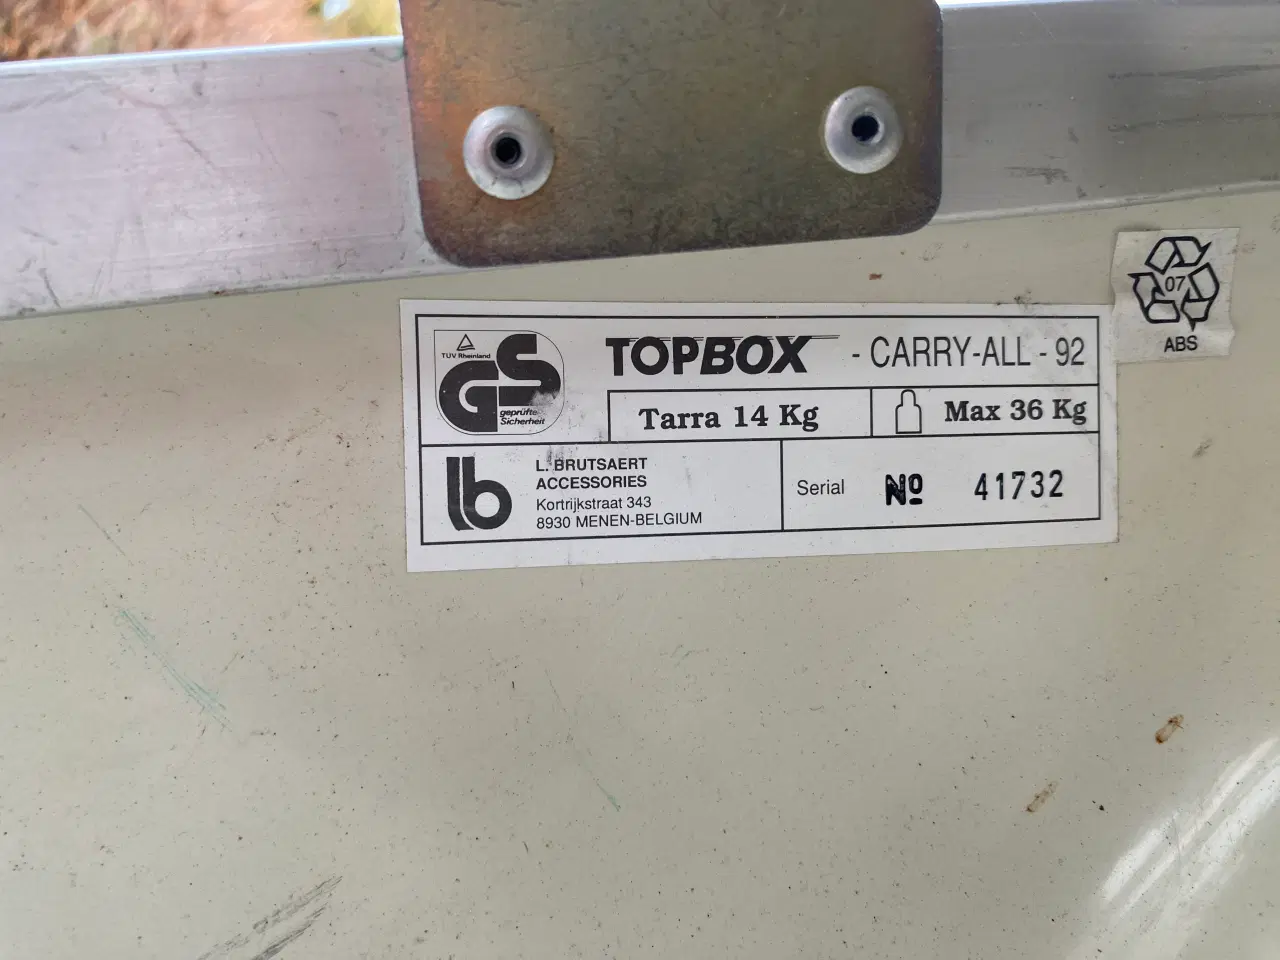 TÜV Rheinland
GS
geprüfte
Sicherheit
TOPBOX - CARRY-ALL - 92
Tarra 14 Kg
Max 36 Kg
lb
L. BRUTSAERT
ACCESSORIES
Kortrijkstraat 343
8930 MENEN-BELGIUM
Serial Nº 41732
07
ABS